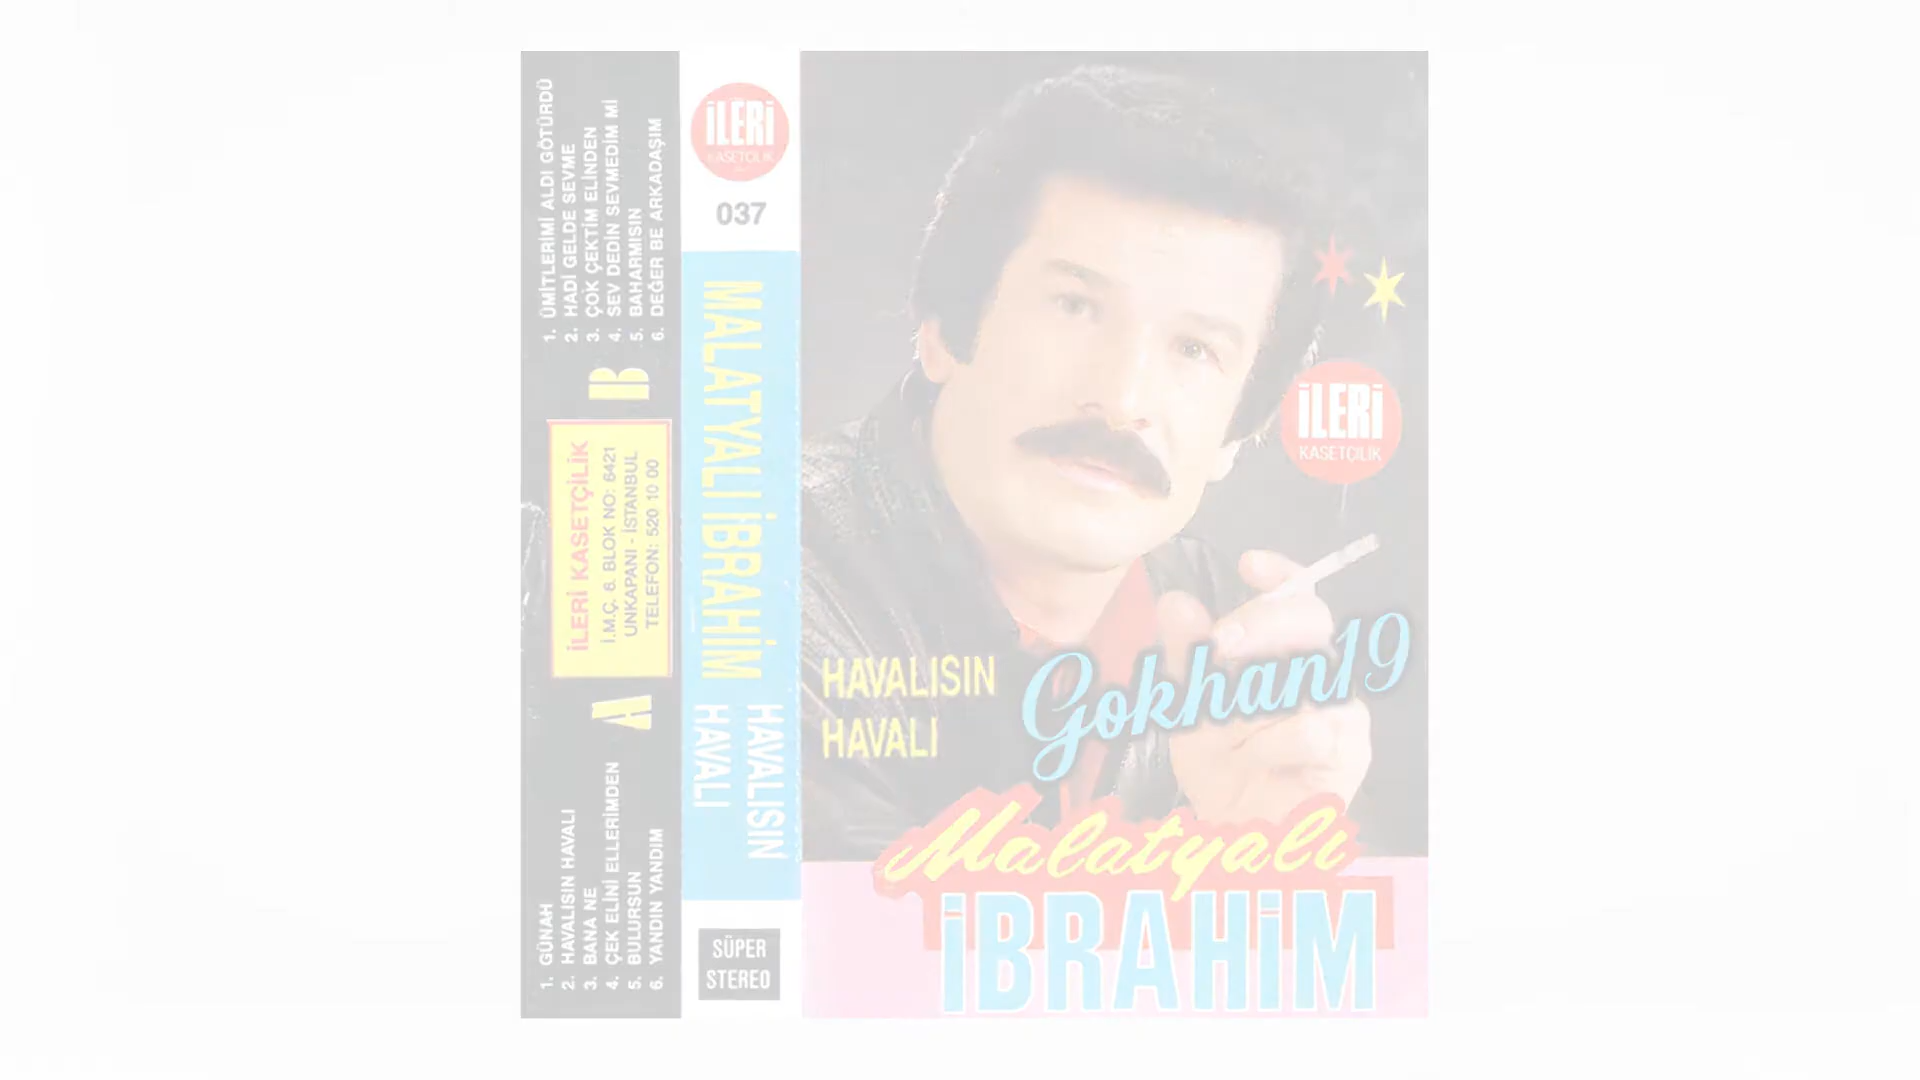 1. ÜMİTLERİMİ ALDI GÖTÜRDÜ
2. HADİ GELDE SEVME
3. ÇOK ÇEKTİM ELİNDEN
4. SEV DEDİN SEVMEDİM Mİ
5. BAHARMISIN
6. DEĞER BE ARKADAŞIM
B
İLERİ KASETÇİLİK
İ.M.Ç. 6. BLOK NO: 6421
UNKAPANI - İSTANBUL
TELEFON: 520 10 00
A
1. GÜNAH
2. HAVALISIN HAVALI
3. BANA NE
4. ÇEK ELİNİ ELLERİMDEN
5. BULURSUN
6. YANDIN YANDIM
İLERİ
KASETÇİLİK
037
MALATYALI İBRAHİM
HAVALISIN
HAVALI
SÜPER
STEREO
İLERİ
KASETÇİLİK
HAVALISIN
HAVALI
Gokhan19
Malatyalı
İBRAHİM